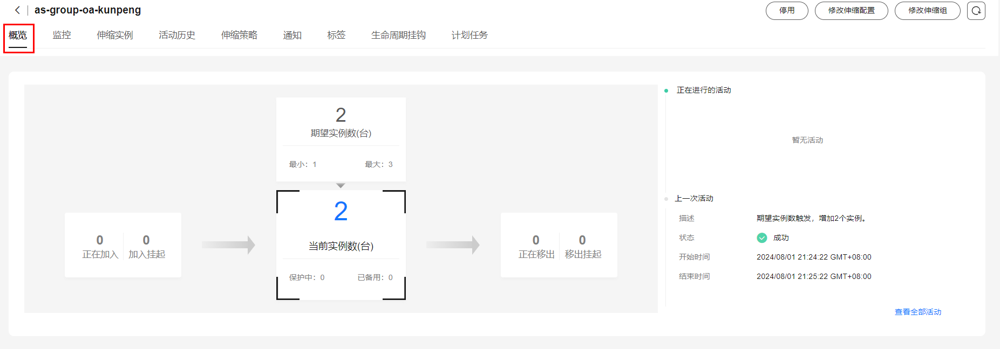 as-group-oa-kunpeng
停用
修改伸缩配置
修改伸缩组
概览
监控
伸缩实例
活动历史
伸缩策略
通知
标签
生命周期挂钩
计划任务
2
期望实例数(台)
最小：1
最大：3
2
当前实例数(台)
保护中：0
已备用：0
0
正在加入
0
加入挂起
0
正在移出
0
移出挂起
正在进行的活动
暂无活动
上一次活动
描述 期望实例数触发，增加2个实例。
状态 成功
开始时间 2024/08/01 21:24:22 GMT+08:00
结束时间 2024/08/01 21:25:22 GMT+08:00
查看全部活动